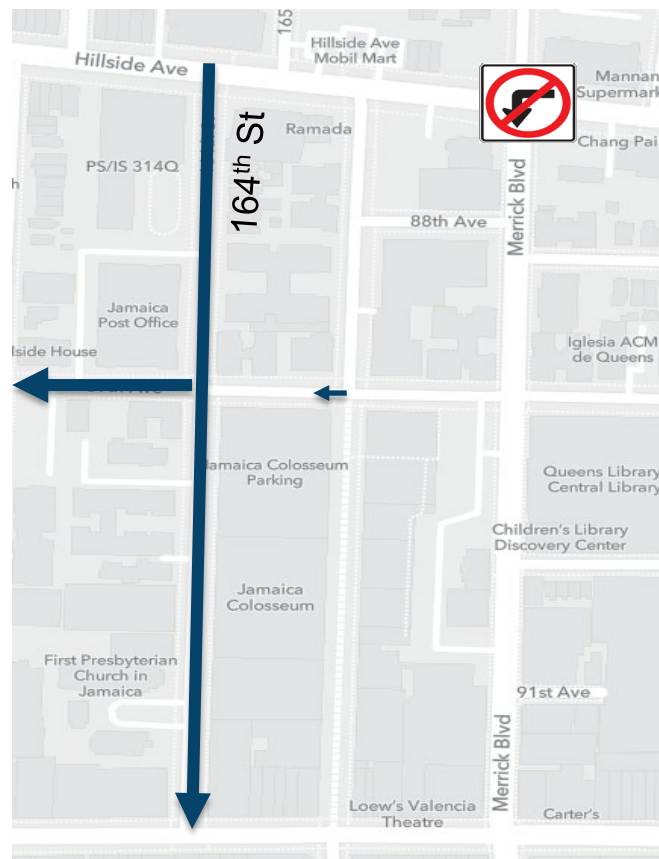 165
Hillside Ave
Hillside Ave
Mobil Mart
Mannan
Supermark
PS/IS 314Q
Ramada
164th St
Chang Pai
h
88th Ave
Merrick Blvd
Jamaica
Post Office
Iglesia ACM
de Queens
lside House
Jamaica Colosseum
Parking
Queens Library
Central Library
Children's Library
Discovery Center
Jamaica
Colosseum
First Presbyterian
Church in
Jamaica
91st Ave
Merrick Blvd
Loew's Valencia
Theatre
Carter's